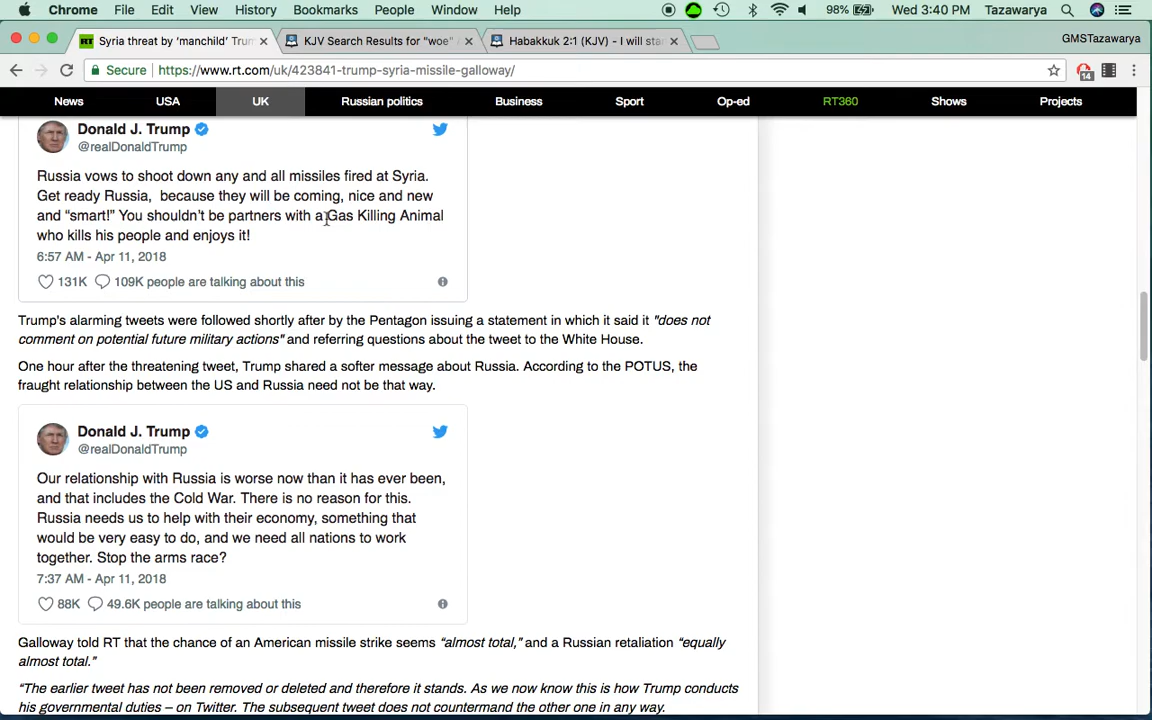 Chrome File Edit View History Bookmarks People Window Help 98% Wed 3:40 PM Tazawarya
Syria threat by ‘manchild’ Trum KJV Search Results for "woe" Habakkuk 2:1 (KJV) - I will star GMSTazawarya
Secure https://www.rt.com/uk/423841-trump-syria-missile-galloway/ 14
News USA UK Russian politics Business Sport Op-ed RT360 Shows Projects
Donald J. Trump
@realDonaldTrump
Russia vows to shoot down any and all missiles fired at Syria.
Get ready Russia, because they will be coming, nice and new
and “smart!” You shouldn’t be partners with a Gas Killing Animal
who kills his people and enjoys it!
6:57 AM - Apr 11, 2018
131K 109K people are talking about this
Trump's alarming tweets were followed shortly after by the Pentagon issuing a statement in which it said it "does not
comment on potential future military actions" and referring questions about the tweet to the White House.
One hour after the threatening tweet, Trump shared a softer message about Russia. According to the POTUS, the
fraught relationship between the US and Russia need not be that way.
Donald J. Trump
@realDonaldTrump
Our relationship with Russia is worse now than it has ever been,
and that includes the Cold War. There is no reason for this.
Russia needs us to help with their economy, something that
would be very easy to do, and we need all nations to work
together. Stop the arms race?
7:37 AM - Apr 11, 2018
88K 49.6K people are talking about this
Galloway told RT that the chance of an American missile strike seems “almost total,” and a Russian retaliation “equally
almost total.”
“The earlier tweet has not been removed or deleted and therefore it stands. As we now know this is how Trump conducts
his governmental duties – on Twitter. The subsequent tweet does not countermand the other one in any way.